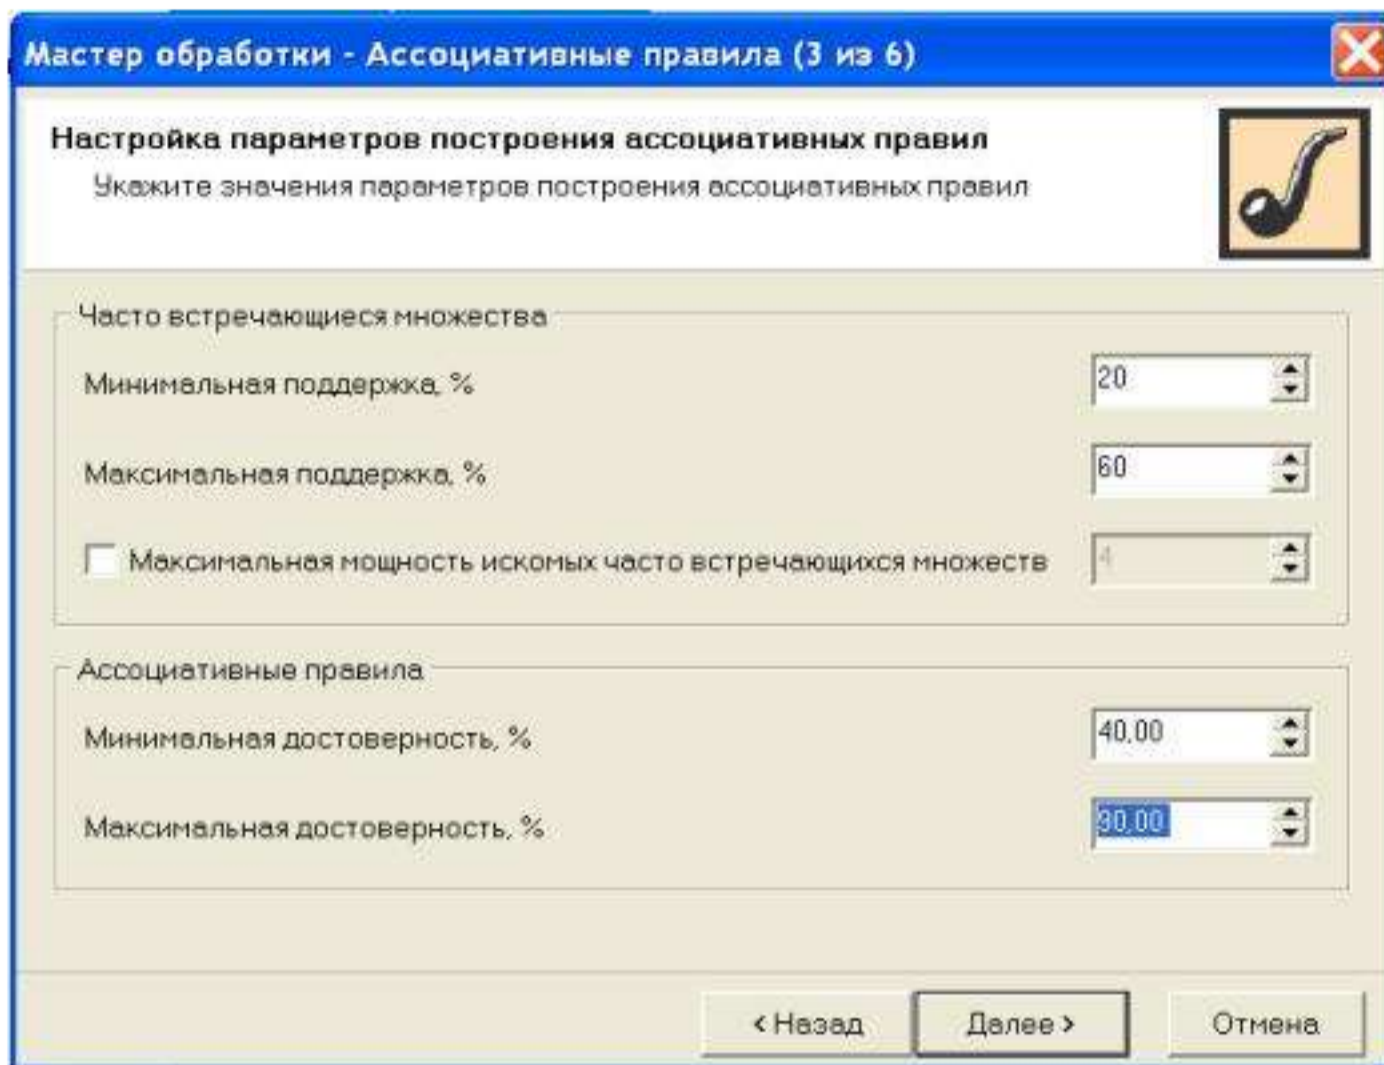 Мастер обработки - Ассоциативные правила (3 из 6)
Настройка параметров построения ассоциативных правил
Укажите значения параметров построения ассоциативных правил
Часто встречающиеся множества
Минимальная поддержка, % 20
Максимальная поддержка, % 60
Максимальная мощность искомых часто встречающихся множеств 4
Ассоциативные правила
Минимальная достоверность, % 40,00
Максимальная достоверность, % 90,00
< Назад Далее > Отмена